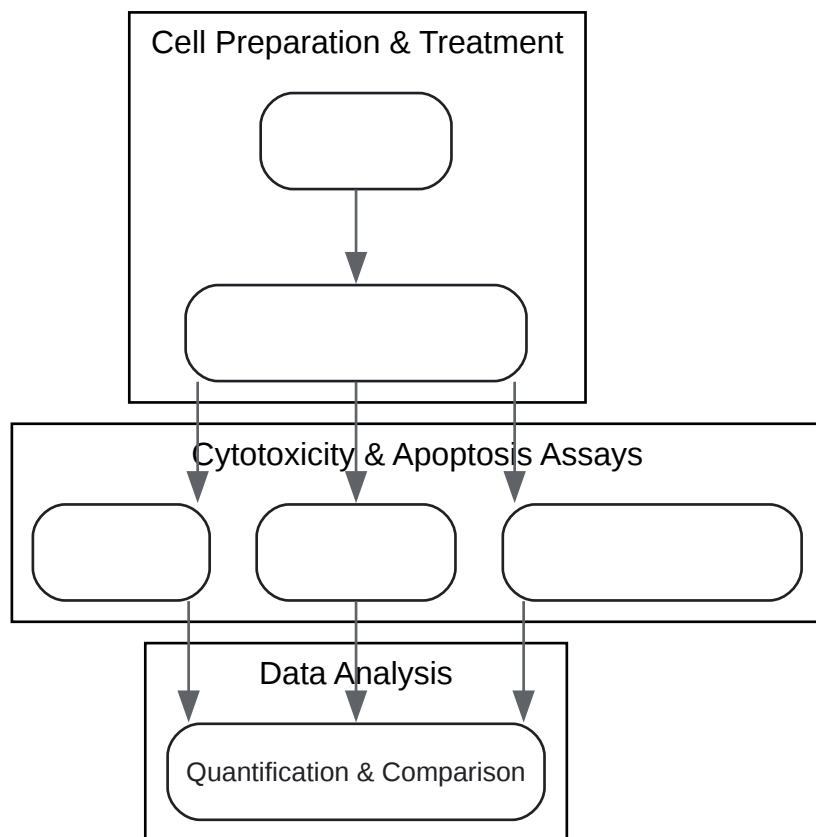 Cell Preparation & Treatment
Cytotoxicity & Apoptosis Assays
Data Analysis
Quantification & Comparison